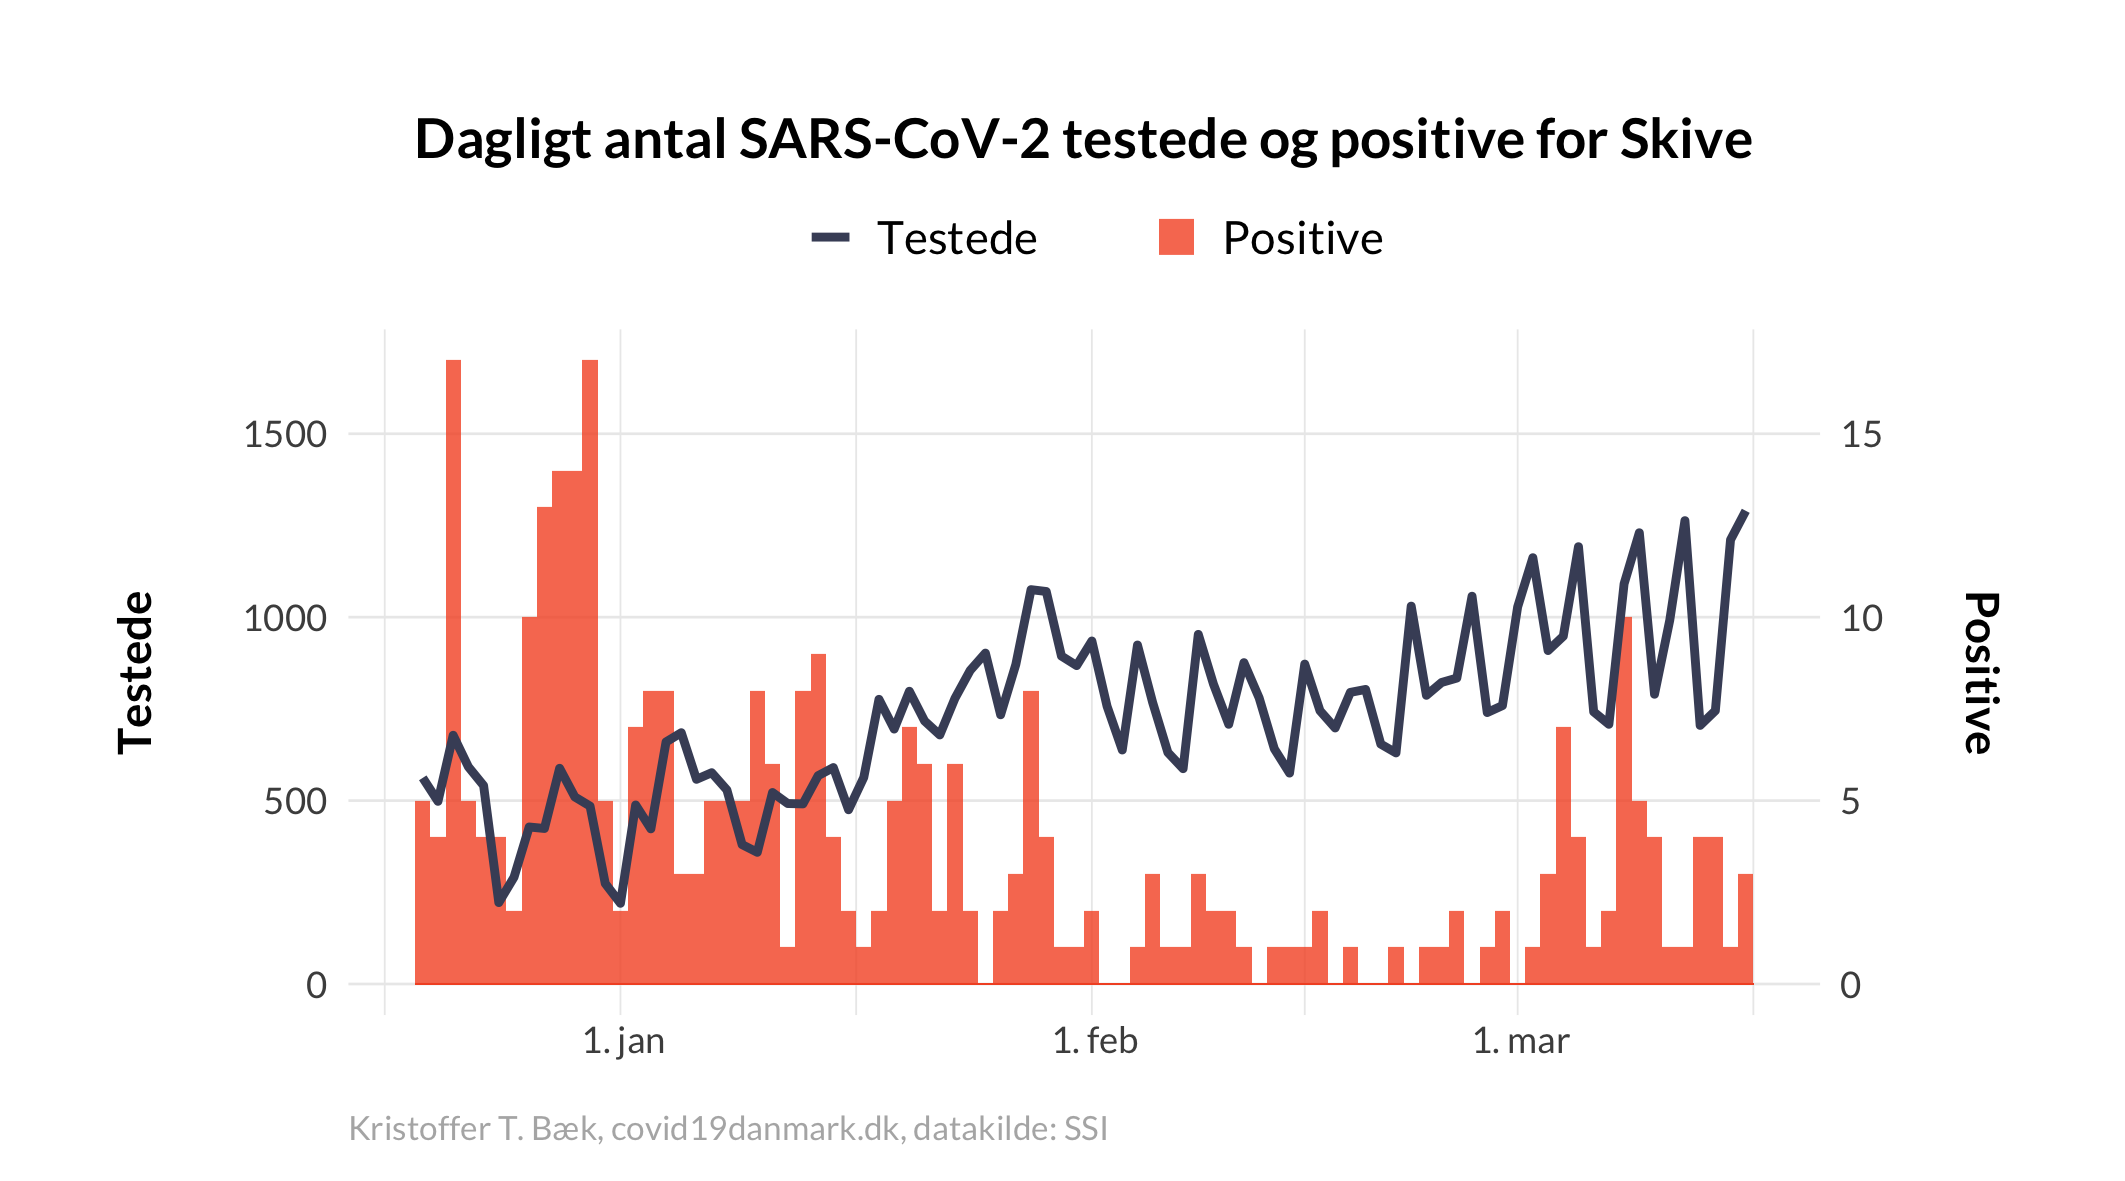 Dagligt antal SARS-CoV-2 testede og positive for Skive
Testede Positive
1500 15
1000 10
500 5
0 0
Testede
Positive
1. jan 1. feb 1. mar
Kristoffer T. Bæk, covid19danmark.dk, datakilde: SSI